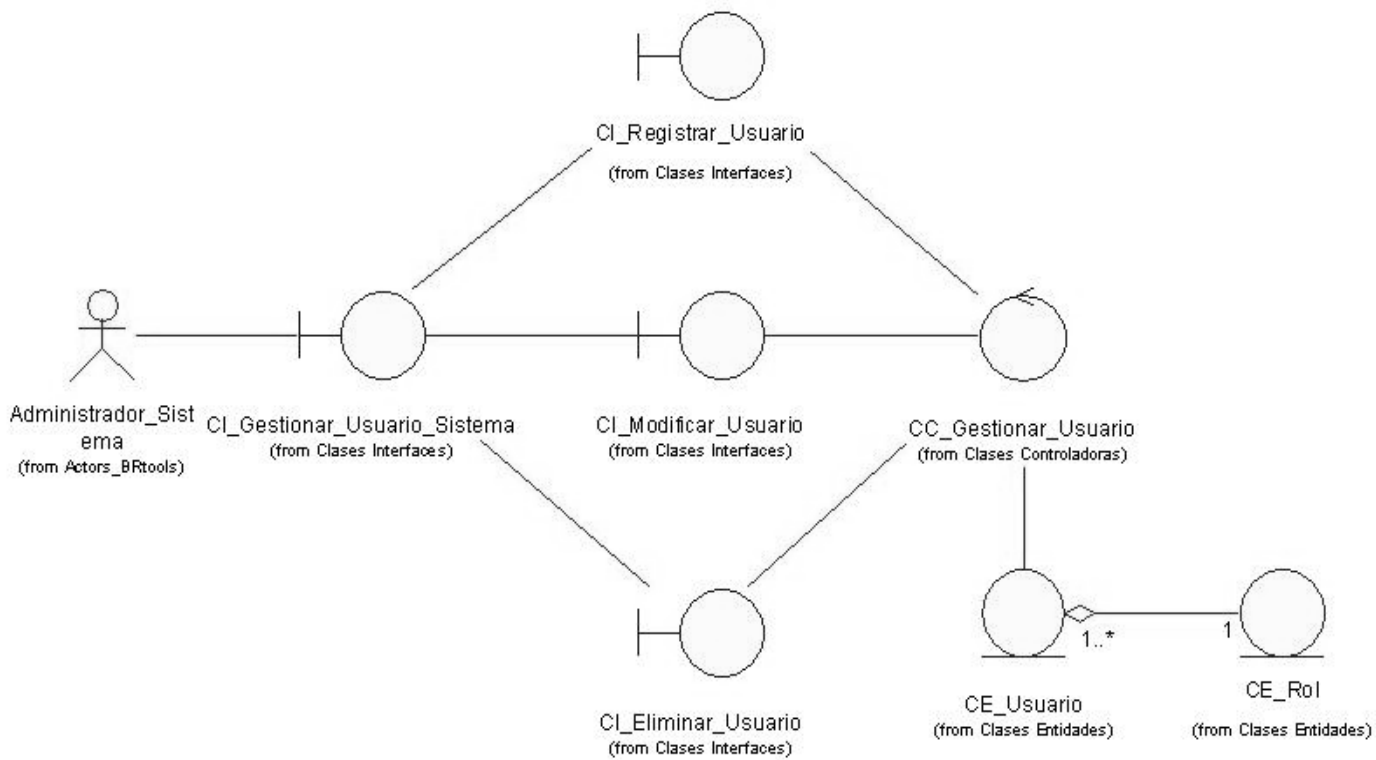 CI_Registrar_Usuario
(from Clases Interfaces)
Administrador_Sist
ema
(from Actors_BRtools)
CI_Gestionar_Usuario_Sistema
(from Clases Interfaces)
CI_Modificar_Usuario
(from Clases Interfaces)
CC_Gestionar_Usuario
(from Clases Controladoras)
1..*
1
CE_Usuario
(from Clases Entidades)
CE_Rol
(from Clases Entidades)
CI_Eliminar_Usuario
(from Clases Interfaces)